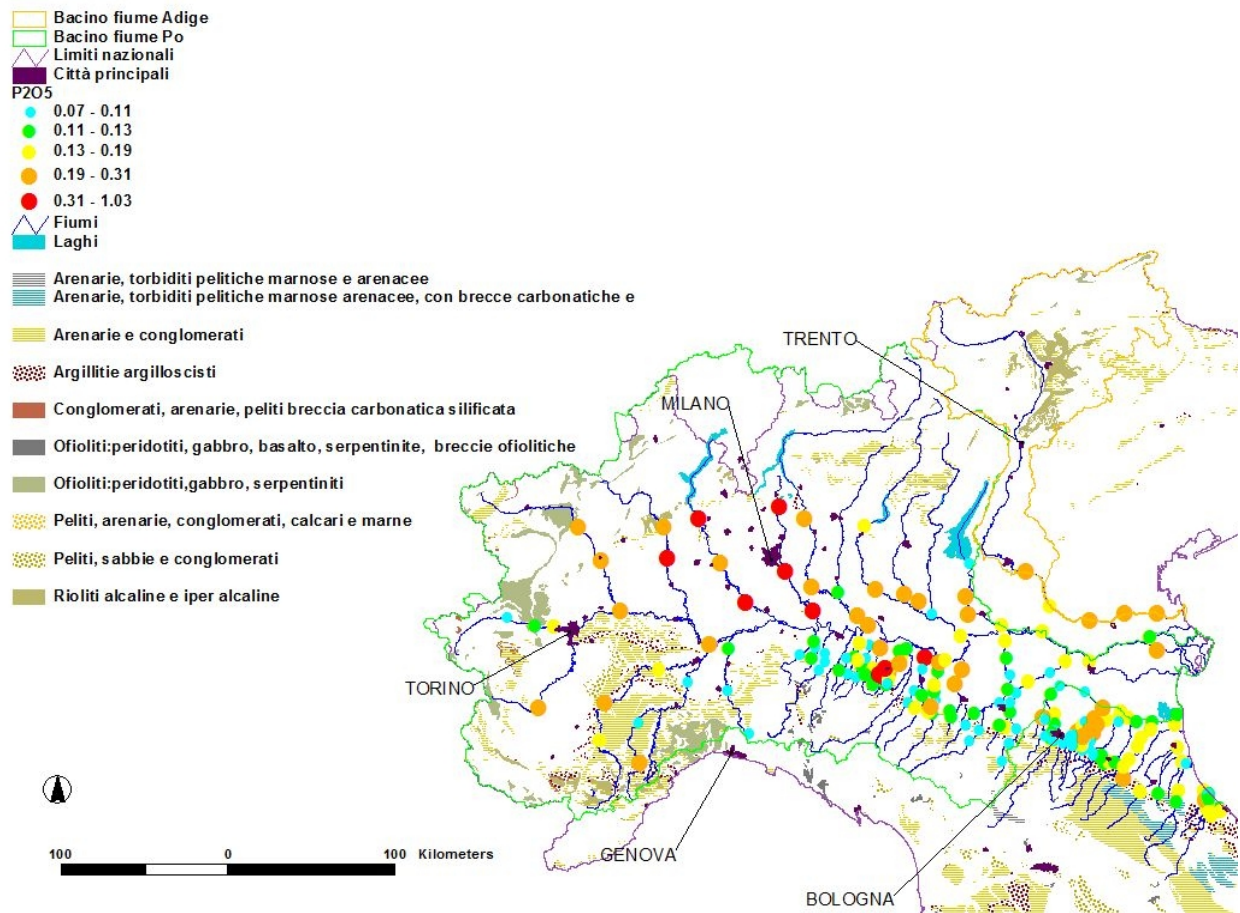 Bacino fiume Adige
Bacino fiume Po
Limiti nazionali
Città principali
P2O5
0.07 - 0.11
0.11 - 0.13
0.13 - 0.19
0.19 - 0.31
0.31 - 1.03
Fiumi
Laghi
Arenarie, torbiditi pelitiche marnose e arenacee
Arenarie, torbiditi pelitiche marnose arenacee, con brecce carbonatiche e
Arenarie e conglomerati
Argillitie argilloscisti
Conglomerati, arenarie, peliti breccia carbonatica silificata
Ofioliti:peridotiti, gabbro, basalto, serpentinite, breccie ofiolitiche
Ofioliti:peridotiti,gabbro, serpentiniti
Peliti, arenarie, conglomerati, calcari e marne
Peliti, sabbie e conglomerati
Rioliti alcaline e iper alcaline
TRENTO
MILANO
TORINO
GENOVA
BOLOGNA
100 0 100 Kilometers